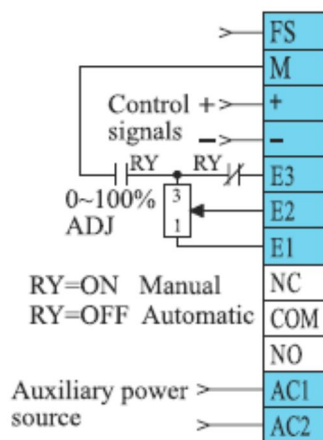 FS
M
Control + +
signals - -
RY RY E3
0~100% 3 E2
ADJ 1 E1
RY=ON Manual NC
RY=OFF Automatic COM
NO
Auxiliary power AC1
source AC2